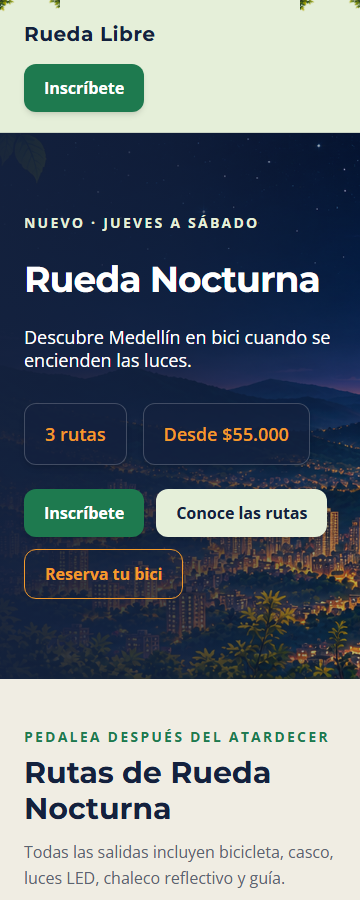 Rueda Libre
Inscríbete
NUEVO · JUEVES A SÁBADO
Rueda Nocturna
Descubre Medellín en bici cuando se
encienden las luces.
3 rutas
Desde $55.000
Inscríbete
Conoce las rutas
Reserva tu bici
PEDALEA DESPUÉS DEL ATARDECER
Rutas de Rueda
Nocturna
Todas las salidas incluyen bicicleta, casco,
luces LED, chaleco reflectivo y guía.